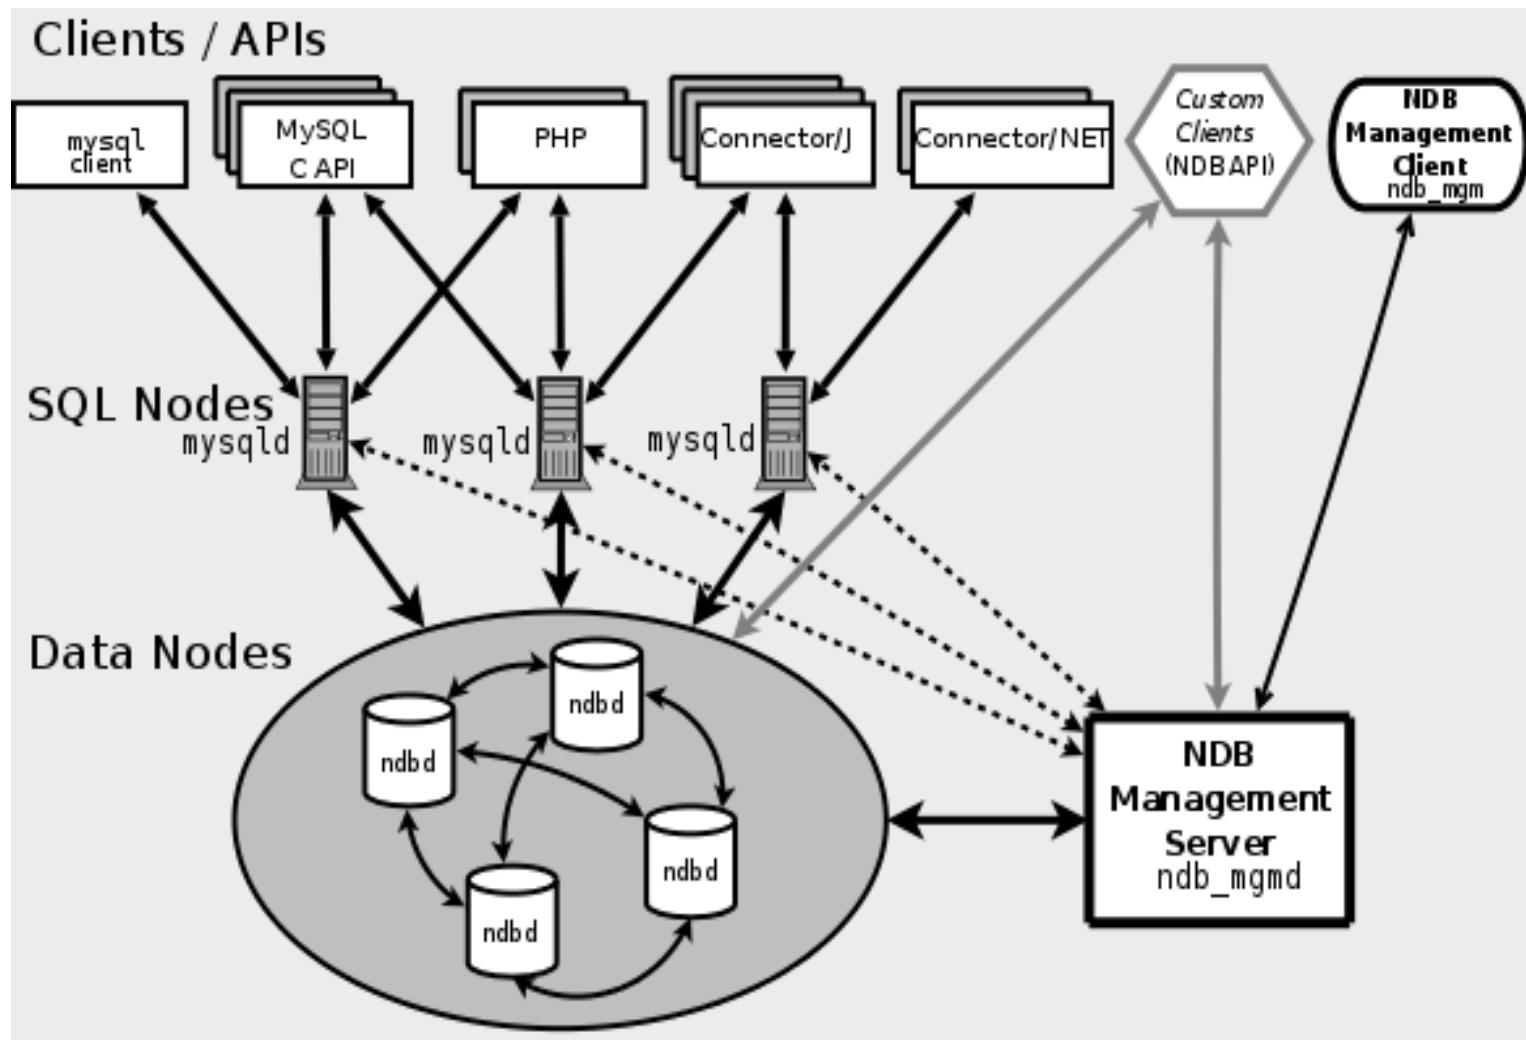 Clients / APIs
mysql
client
MySQL
C API
PHP
Connector/J
Connector/NET
Custom
Clients
(NDBAPI)
NDB
Management
Client
ndb_mgm
SQL Nodes
mysqld
mysqld
mysqld
Data Nodes
ndbd
ndbd
ndbd
ndbd
NDB
Management
Server
ndb_mgmd